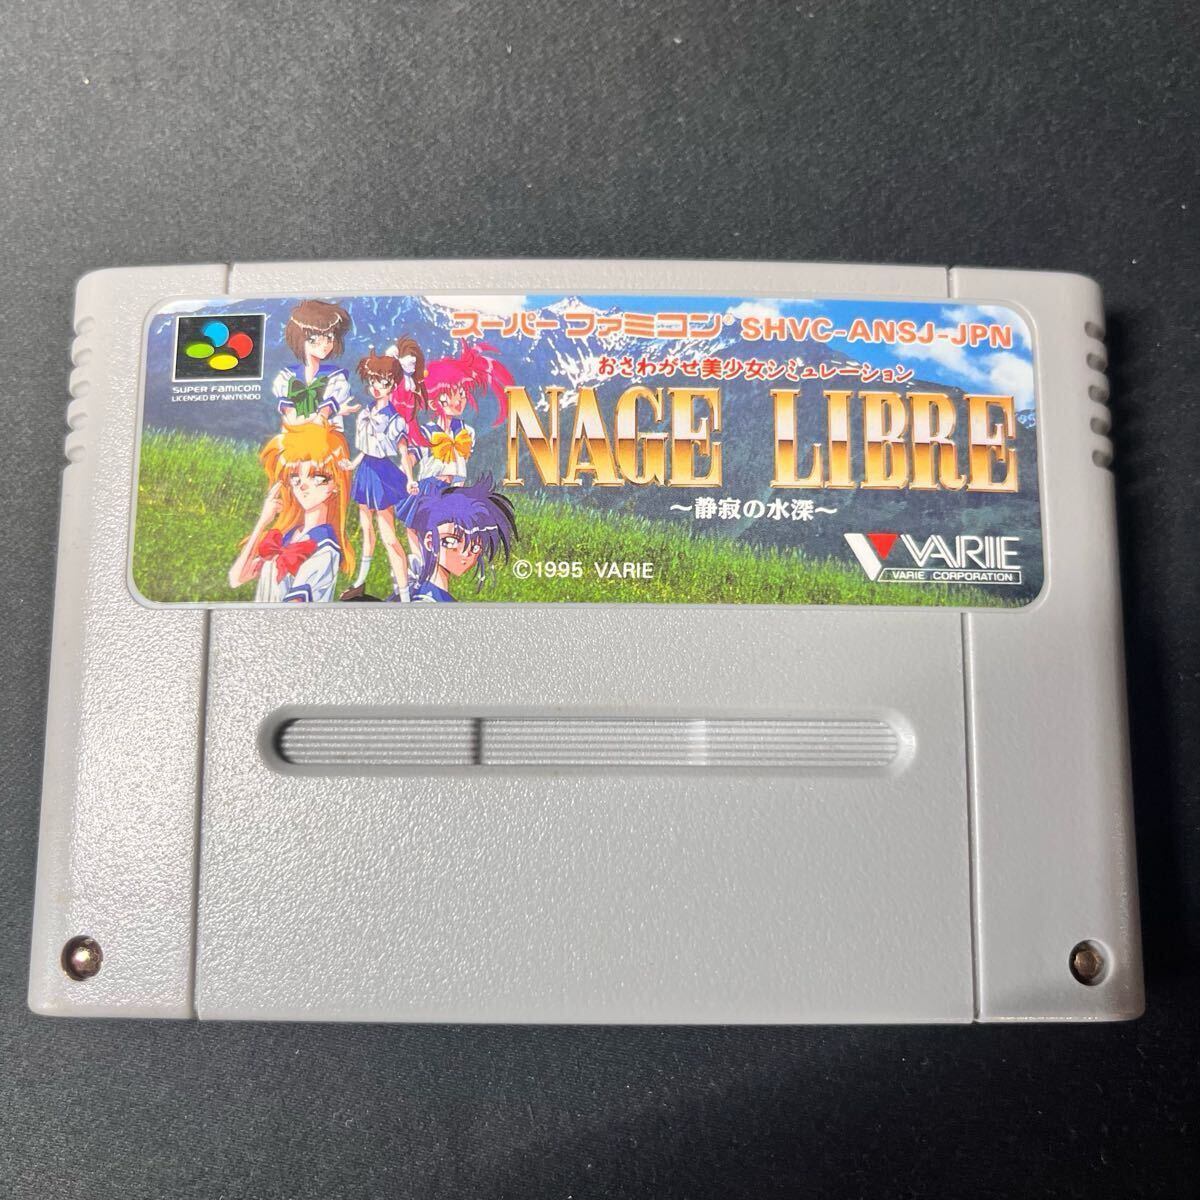 スーパーファミコン® SHVC-ANSJ-JPN
おさわがせ美少女シミュレーション
NAGE LIBRE
～静寂の水深～
SUPER FAMICOM
LICENSED BY NINTENDO
©1995 VARIE
VARIE
VARIE CORPORATION